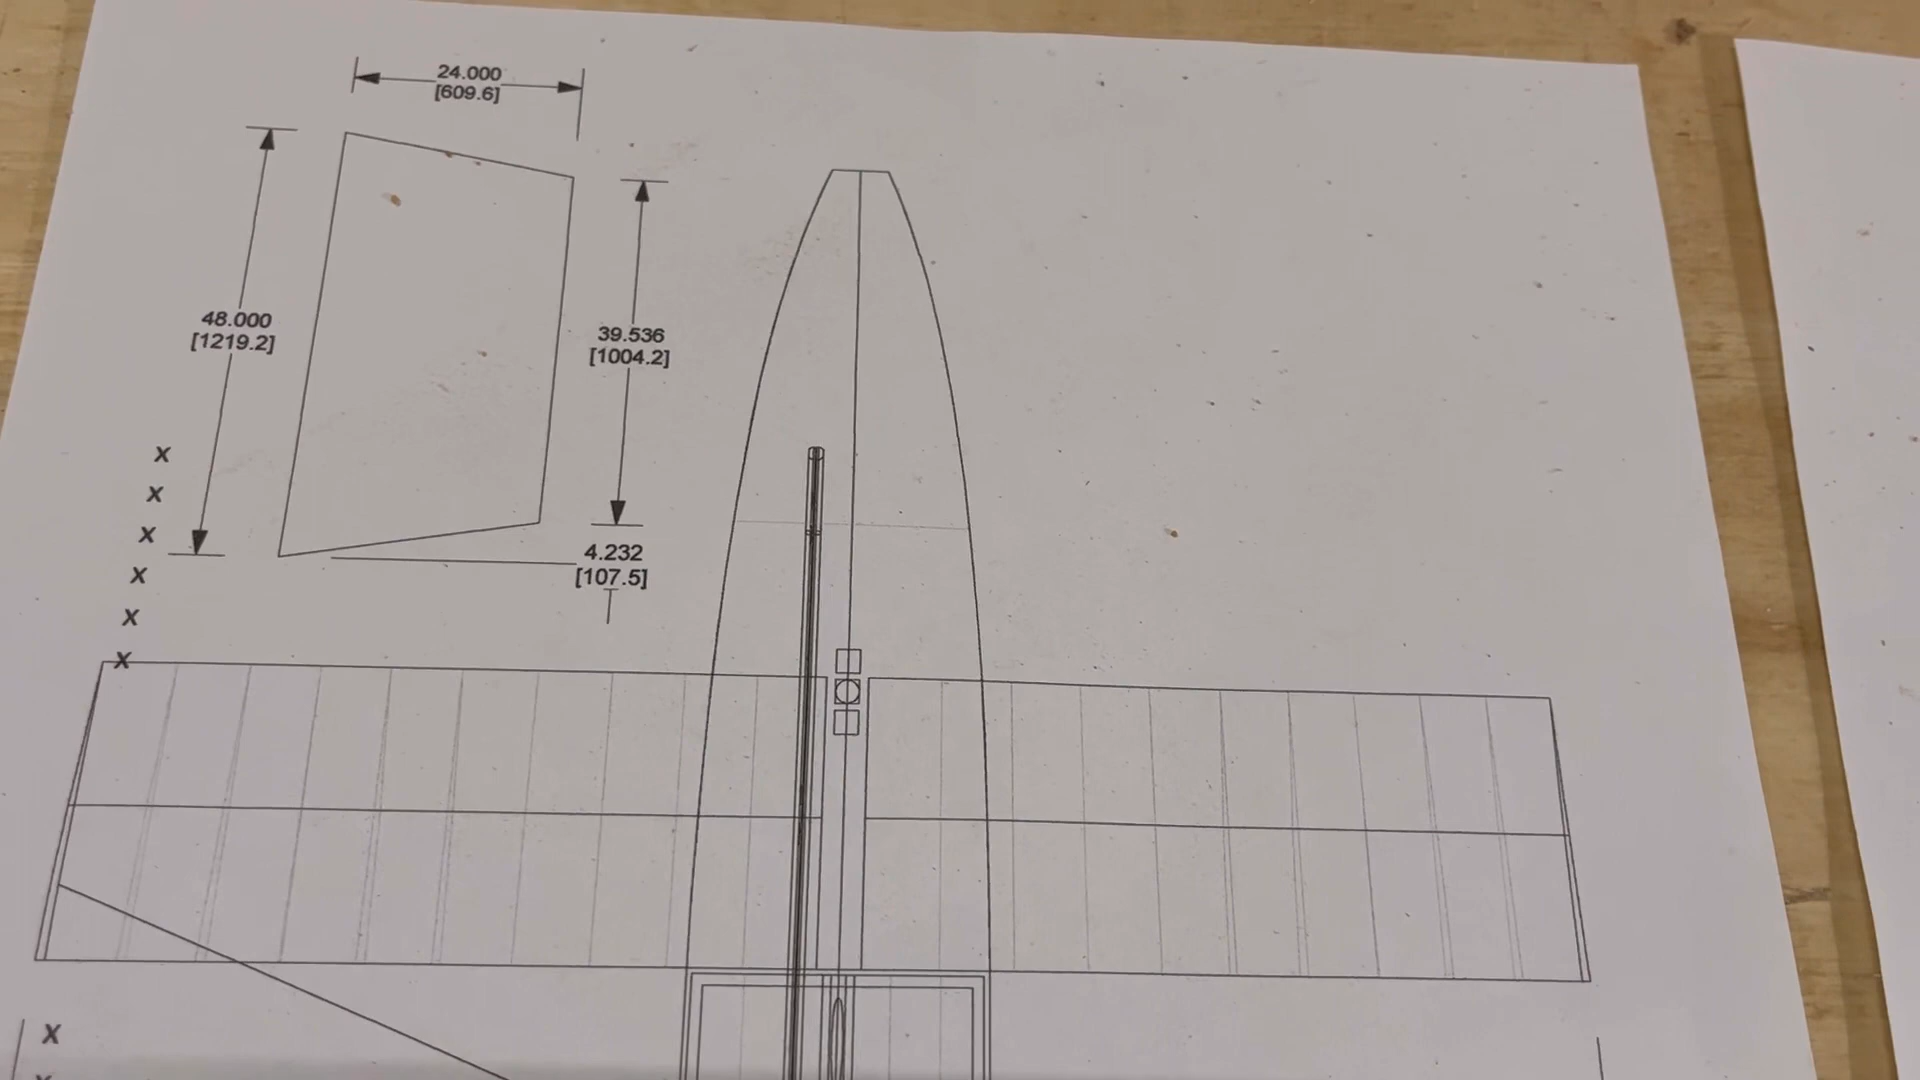 24.000
[609.6]
48.000
[1219.2]
39.536
[1004.2]
4.232
[107.5]
X
X
X
X
X
X
X